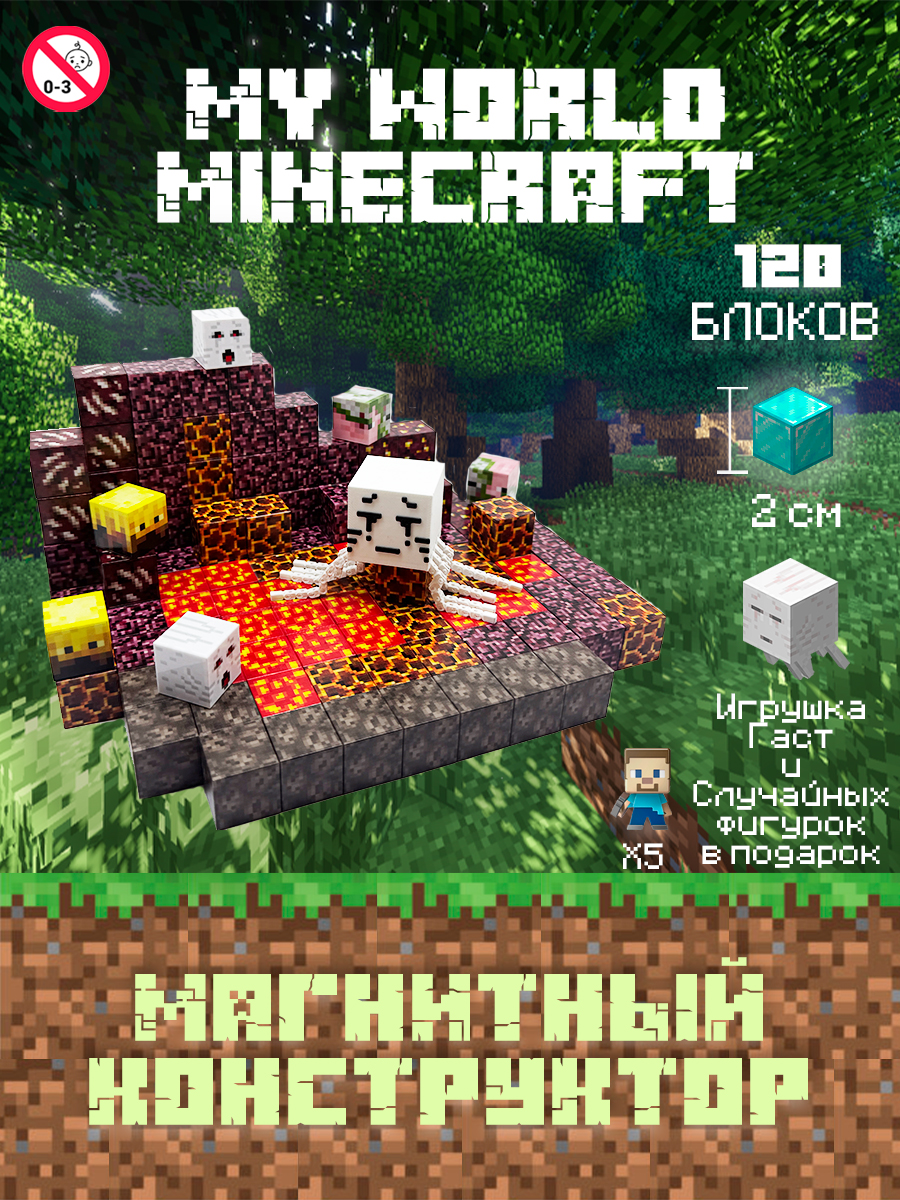 0-3
MY WORLD
MINECRAFT
120
БЛОКОВ
2 см
Игрушка
Гаст
и
Случайных
фигурок
в подарок
X5
МАГНИТНЫЙ
КОНСТРУКТОР